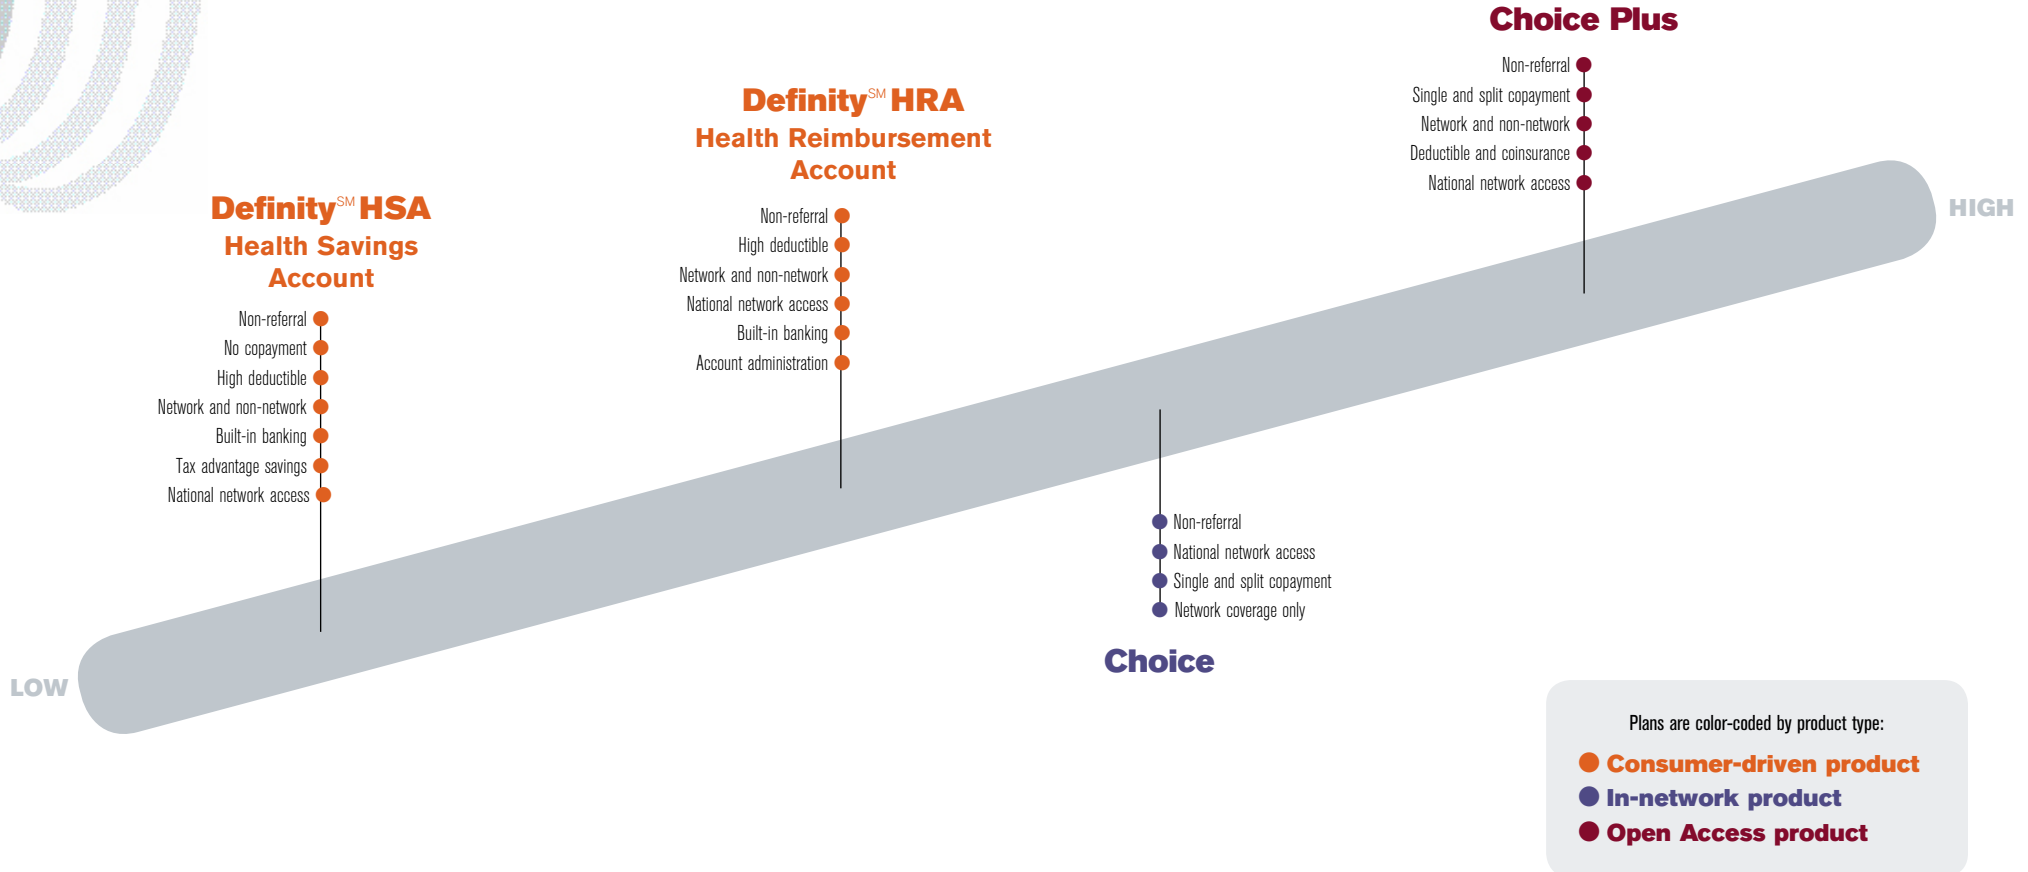 Choice Plus
Non-referral
Single and split copayment
Network and non-network
Deductible and coinsurance
National network access
HIGH
Definity℠ HRA
Health Reimbursement
Account
Non-referral
High deductible
Network and non-network
National network access
Built-in banking
Account administration
Definity℠ HSA
Health Savings
Account
Non-referral
No copayment
High deductible
Network and non-network
Built-in banking
Tax advantage savings
National network access
Non-referral
National network access
Single and split copayment
Network coverage only
Choice
LOW
Plans are color-coded by product type:
Consumer-driven product
In-network product
Open Access product